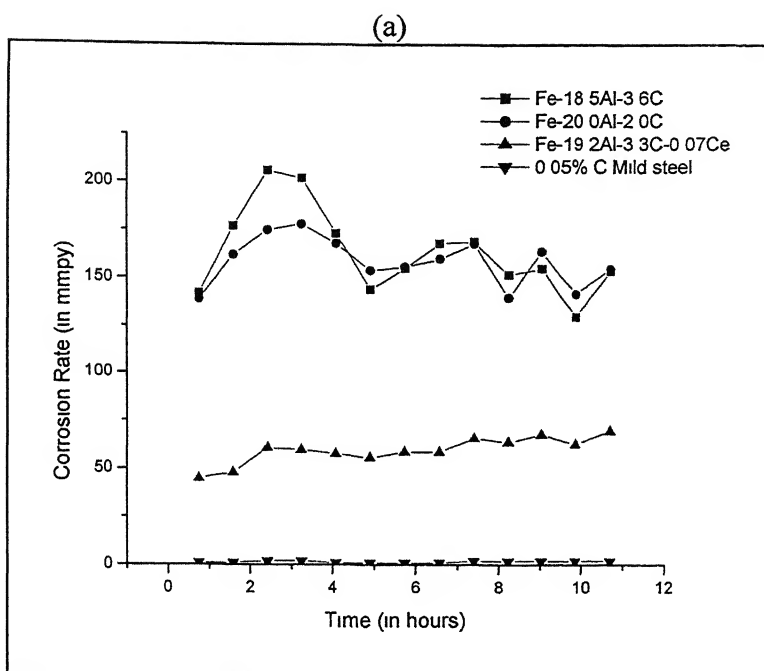 (a)
Fe-18 5Al-3 6C
Fe-20 0Al-2 0C
Fe-19 2Al-3 3C-0 07Ce
0 05% C Mild steel
Corrosion Rate (in mmpy)
200
150
100
50
0
0 2 4 6 8 10 12
Time (in hours)